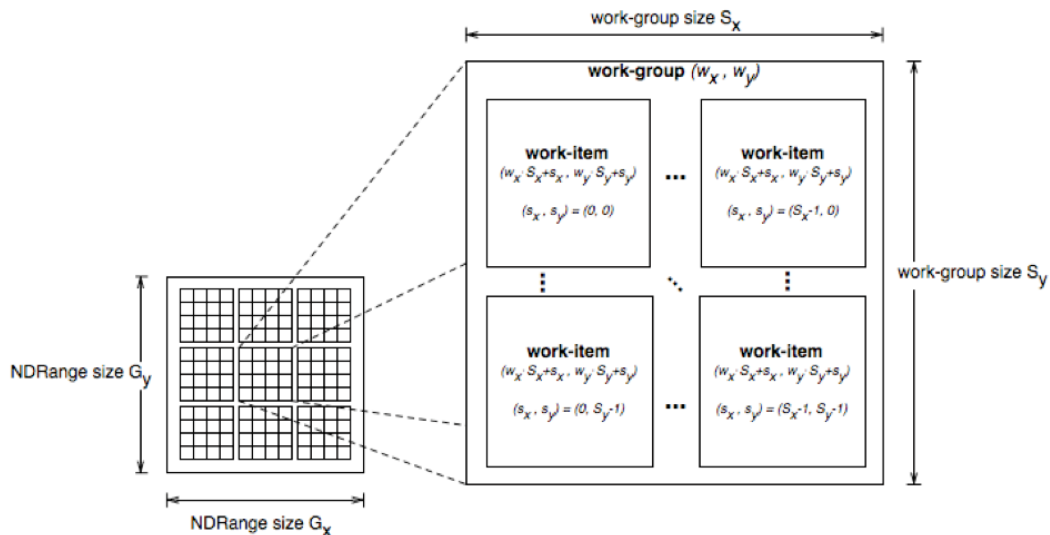 work-group size Sx
work-group (wx , wy)
work-item
(wx· Sx+sx , wy· Sy+sy)
(sx , sy) = (0, 0)
...
work-item
(wx· Sx+sx , wy· Sy+sy)
(sx , sy) = (Sx-1, 0)
work-group size Sy
work-item
(wx· Sx+sx , wy· Sy+sy)
(sx , sy) = (0, Sy-1)
...
work-item
(wx· Sx+sx , wy· Sy+sy)
(sx , sy) = (Sx-1, Sy-1)
NDRange size Gy
NDRange size Gx